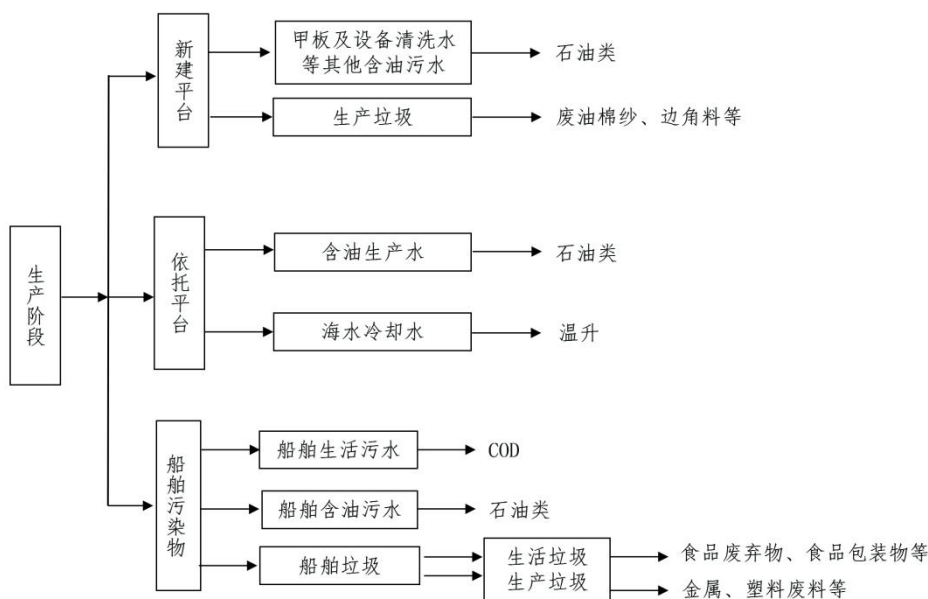 生产阶段
新建平台
甲板及设备清洗水
等其他含油污水
石油类
生产垃圾
废油棉纱、边角料等
依托平台
含油生产水
石油类
海水冷却水
温升
船舶污染物
船舶生活污水
COD
船舶含油污水
石油类
船舶垃圾
生活垃圾
生产垃圾
食品废弃物、食品包装物等
金属、塑料废料等